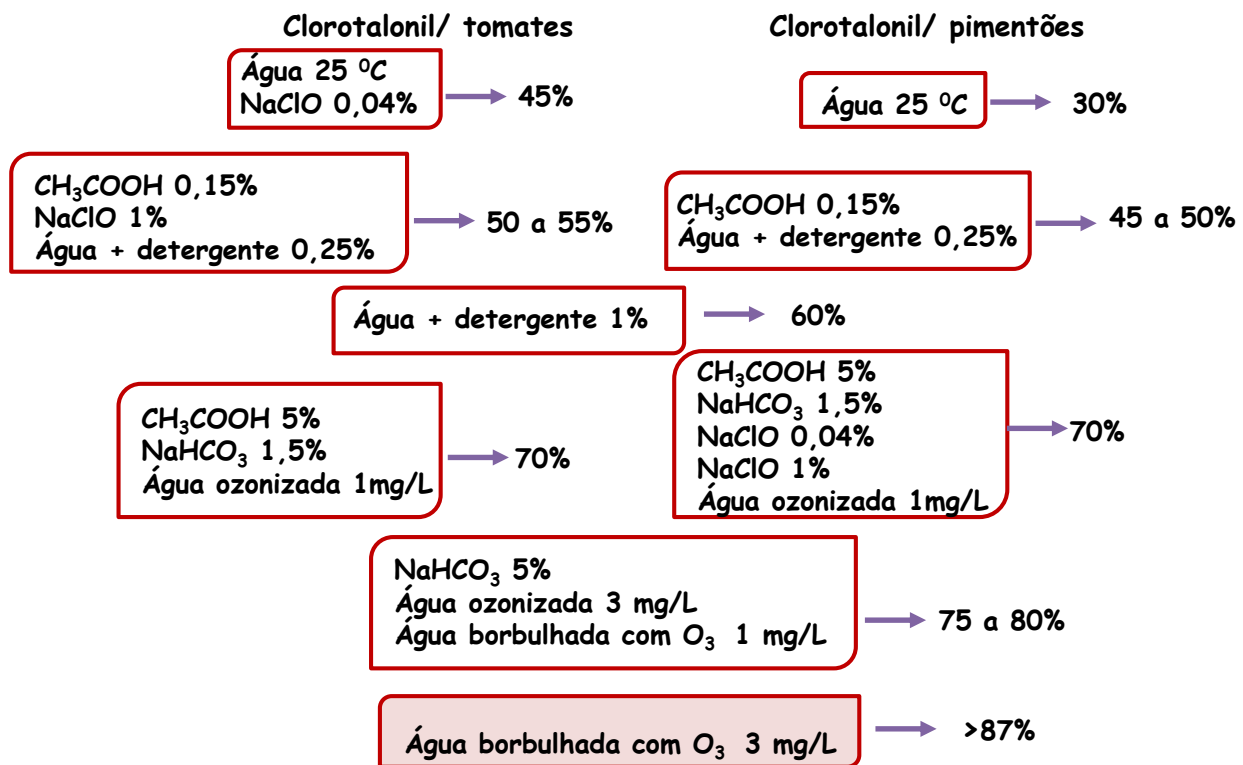 Clorotalonil/ tomates
Clorotalonil/ pimentões
Água 25 ⁰C
NaClO 0,04%
45%
Água 25 ⁰C
30%
CH₃COOH 0,15%
NaClO 1%
Água + detergente 0,25%
50 a 55%
CH₃COOH 0,15%
Água + detergente 0,25%
45 a 50%
Água + detergente 1%
60%
CH₃COOH 5%
NaHCO₃ 1,5%
Água ozonizada 1mg/L
70%
CH₃COOH 5%
NaHCO₃ 1,5%
NaClO 0,04%
NaClO 1%
Água ozonizada 1mg/L
70%
NaHCO₃ 5%
Água ozonizada 3 mg/L
Água borbulhada com O₃ 1 mg/L
75 a 80%
Água borbulhada com O₃ 3 mg/L
>87%